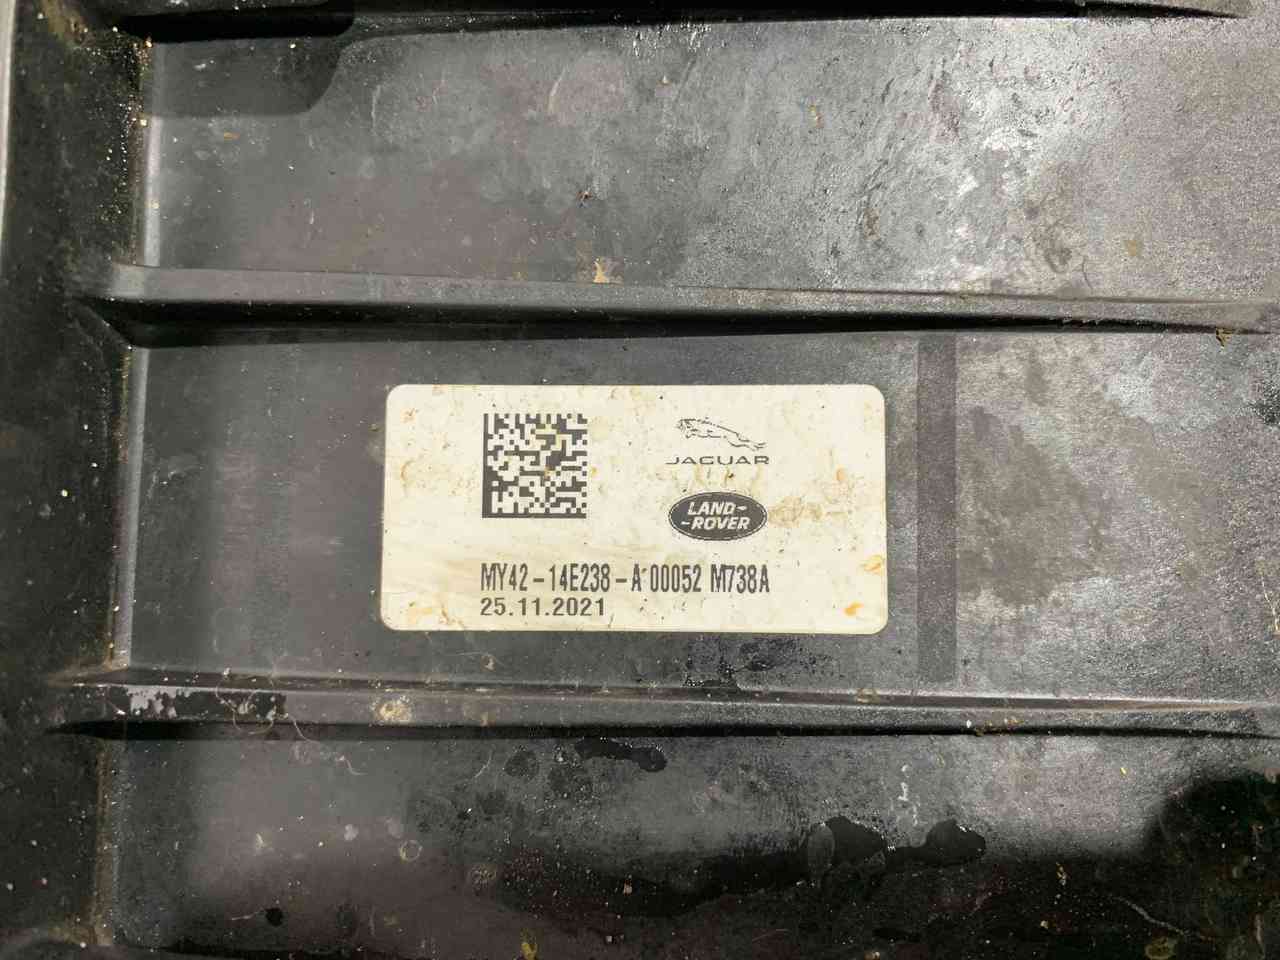 JAGUAR
LAND-
-ROVER
MY42-14E238-A 00052 M738A
25.11.2021